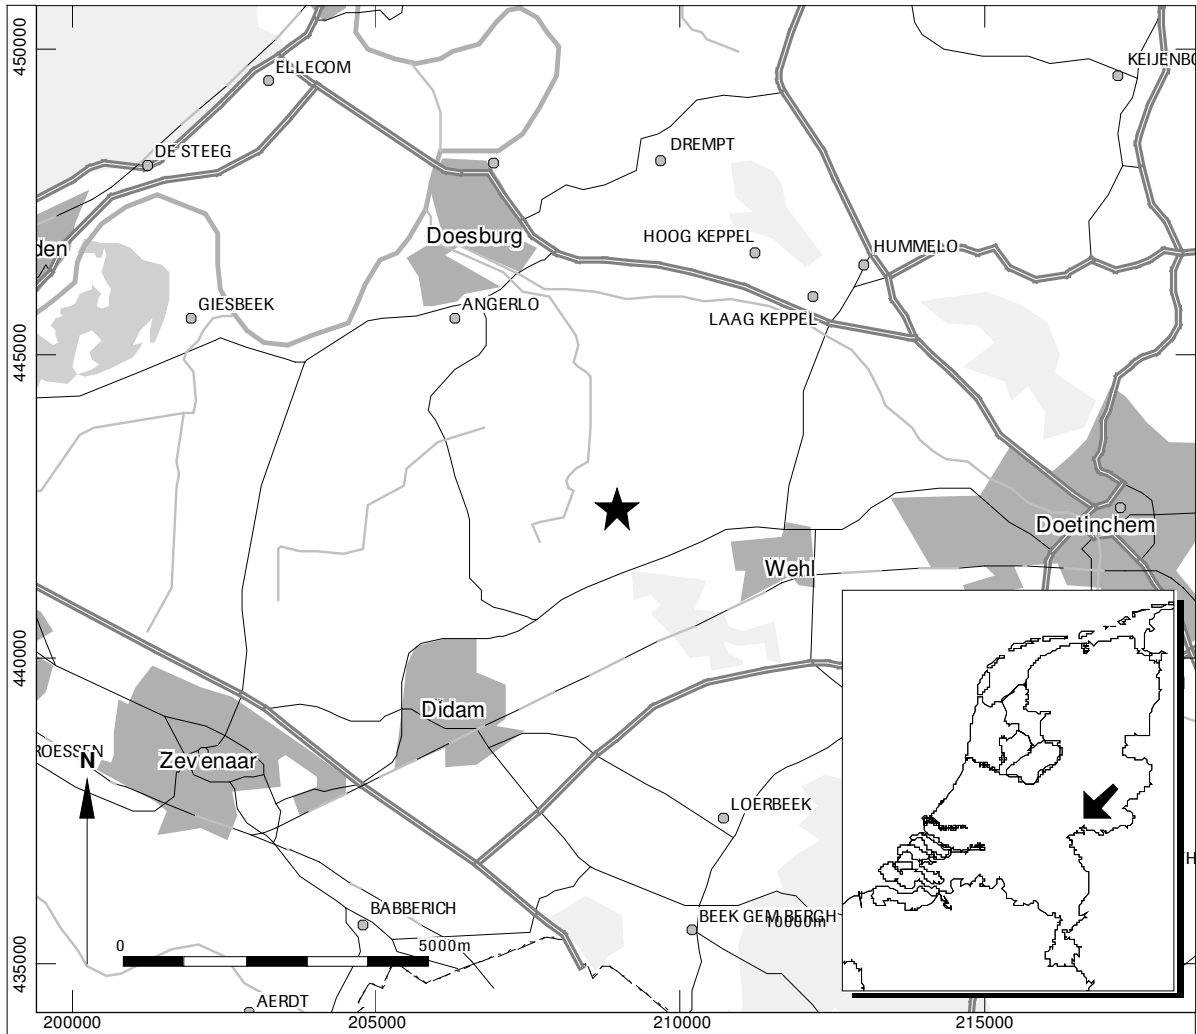 450000
ELLECOM
KEIJENBO
DE STEEG
DREMPT
den
Doesburg
HOOG KEPPEL
HUMMELO
GIESBEEK
ANGERLO
LAAG KEPPEL
445000
Doetinchem
Wehl
440000
Didam
ROESSEN
N
Zevenaar
LOERBEEK
H
BABBERICH
BEEK GEM BERGH
10000m
0
5000m
435000
AERDT
200000
205000
210000
215000